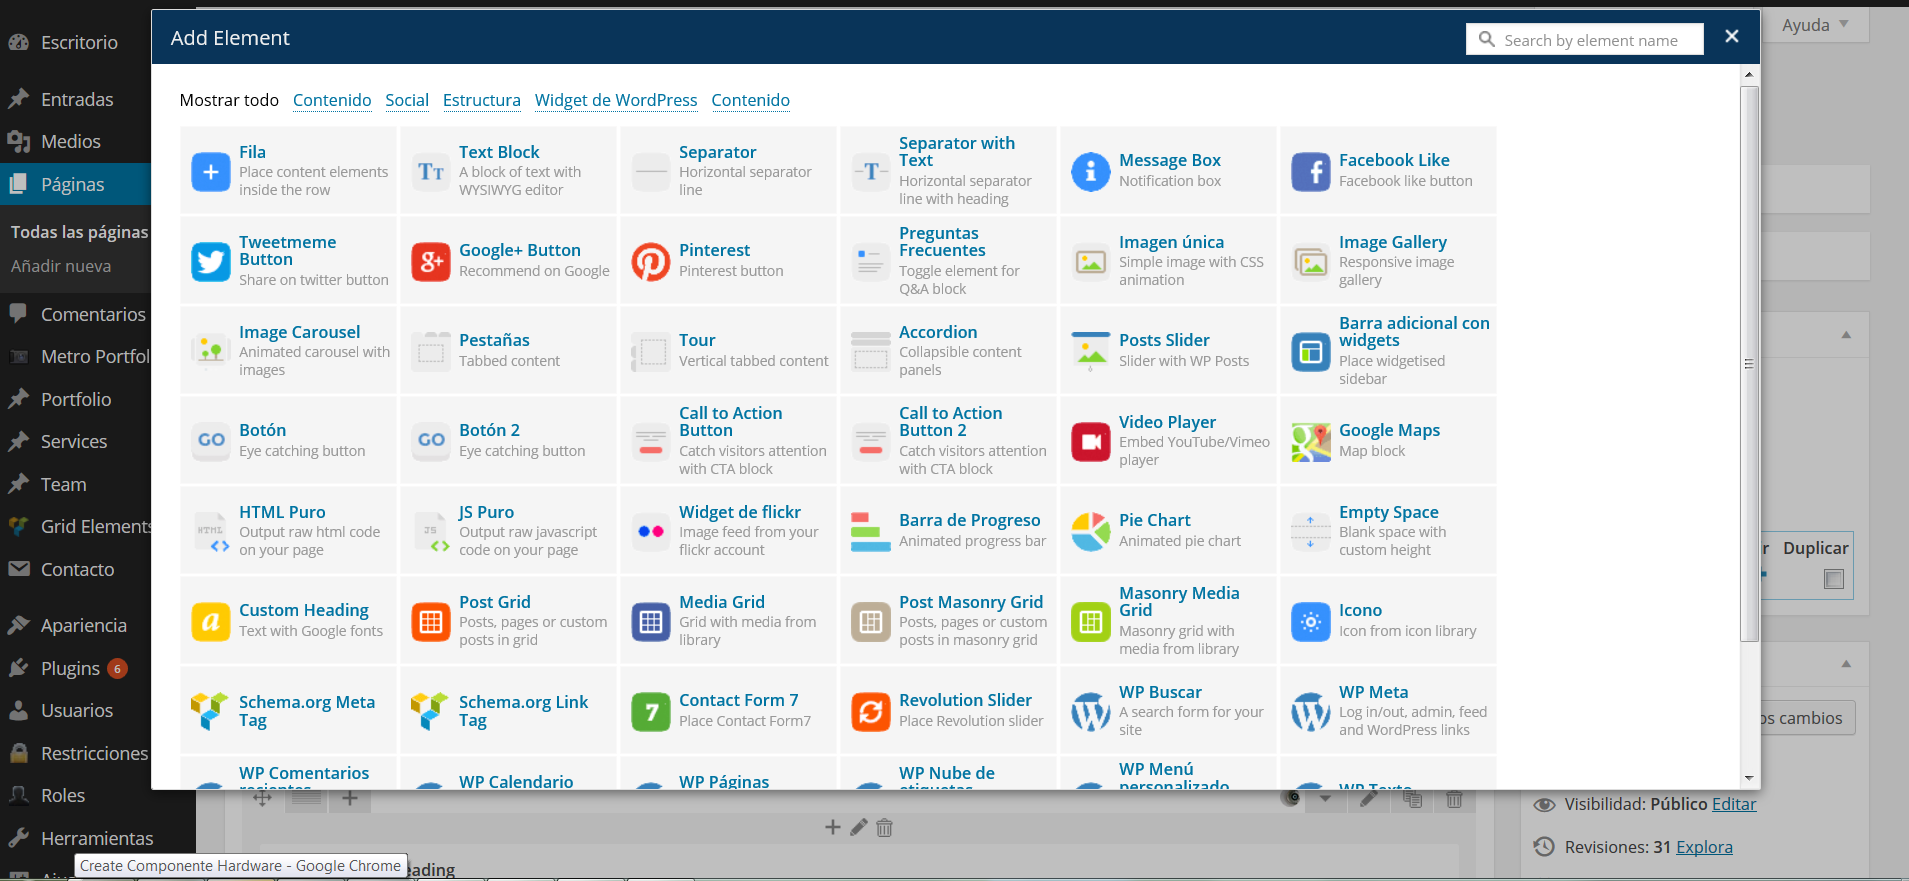 Add Element
Search by element name
Ayuda
Escritorio
Entradas
Medios
Páginas
Todas las páginas
Añadir nueva
Comentarios
Metro Portfol
Portfolio
Services
Team
Grid Elements
Contacto
Apariencia
Plugins 6
Usuarios
Restricciones
Roles
Herramientas
Mostrar todo Contenido Social Estructura Widget de WordPress Contenido
Fila
Place content elements
inside the row
Text Block
A block of text with
WYSIWYG editor
Separator
Horizontal separator
line
Separator with
Text
Horizontal separator
line with heading
Message Box
Notification box
Facebook Like
Facebook like button
Tweetmeme
Button
Share on twitter button
Google+ Button
Recommend on Google
Pinterest
Pinterest button
Preguntas
Frecuentes
Toggle element for
Q&A block
Imagen única
Simple image with CSS
animation
Image Gallery
Responsive image
gallery
Image Carousel
Animated carousel with
images
Pestañas
Tabbed content
Tour
Vertical tabbed content
Accordion
Collapsible content
panels
Posts Slider
Slider with WP Posts
Barra adicional con
widgets
Place widgetised
sidebar
GO
Botón
Eye catching button
GO
Botón 2
Eye catching button
Call to Action
Button
Catch visitors attention
with CTA block
Call to Action
Button 2
Catch visitors attention
with CTA block
Video Player
Embed YouTube/Vimeo
player
Google Maps
Map block
HTML
HTML Puro
Output raw html code
on your page
JS
JS Puro
Output raw javascript
code on your page
Widget de flickr
Image feed from your
flickr account
Barra de Progreso
Animated progress bar
Pie Chart
Animated pie chart
Empty Space
Blank space with
custom height
Custom Heading
Text with Google fonts
Post Grid
Posts, pages or custom
posts in grid
Media Grid
Grid with media from
library
Post Masonry Grid
Posts, pages or custom
posts in masonry grid
Masonry Media
Grid
Masonry grid with
media from library
Icono
Icon from icon library
Schema.org Meta
Tag
Schema.org Link
Tag
7
Contact Form 7
Place Contact Form7
Revolution Slider
Place Revolution slider
WP Buscar
A search form for your
site
WP Meta
Log in/out, admin, feed
and WordPress links
WP Comentarios
recientes
WP Calendario
WP Páginas
WP Nube de
etiquetas
WP Menú
personalizado
WP Texto
r Duplicar
os cambios
Visibilidad: Público Editar
Revisiones: 31 Explora
Create Componente Hardware - Google Chrome
eading